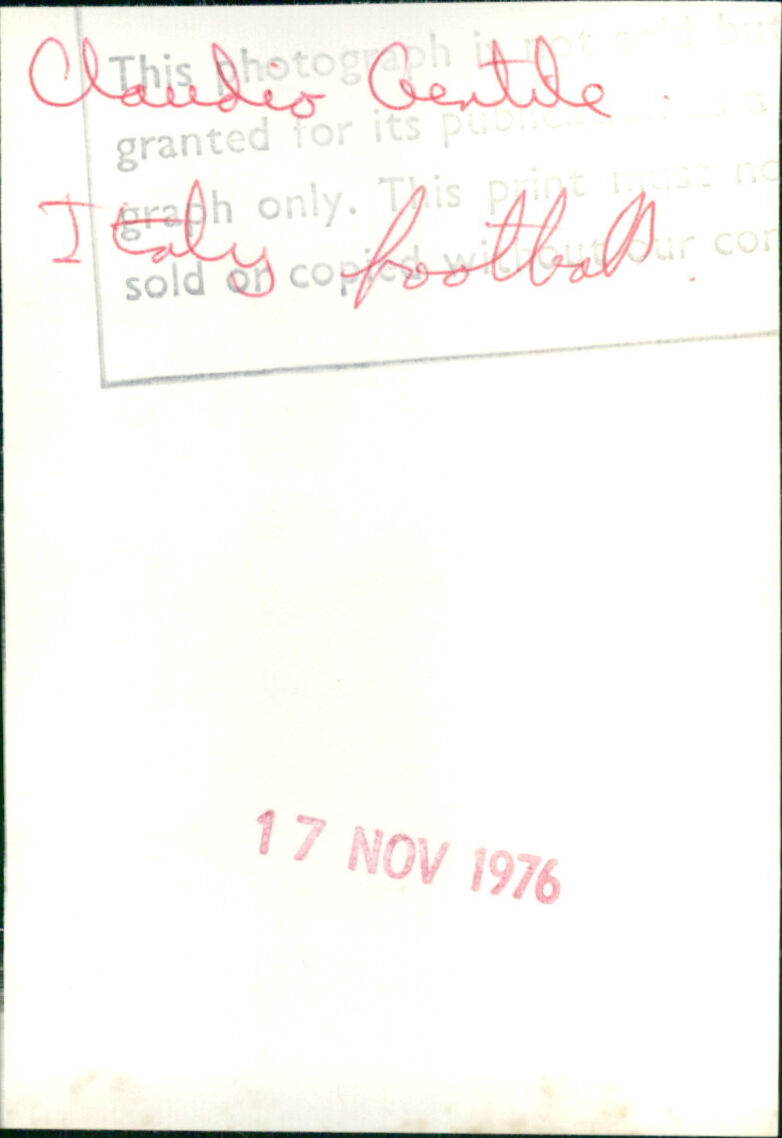 Claudio Gentile.
Italy football.
This photograph is not sold but
granted for its publication as a
graph only. This print must no
sold or copied without our con
17 NOV 1976